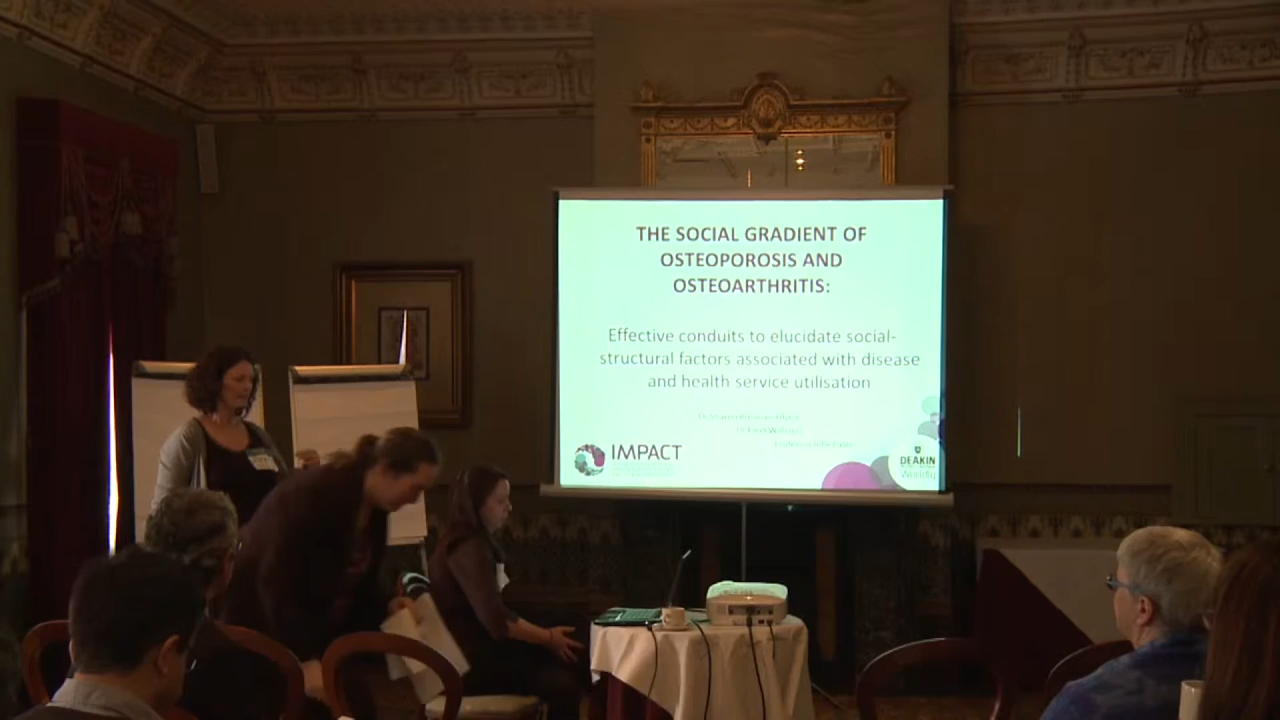 THE SOCIAL GRADIENT OF
OSTEOPOROSIS AND
OSTEOARTHRITIS:
Effective conduits to elucidate social-
structural factors associated with disease
and health service utilisation
IMPACT
DEAKIN
Worldly